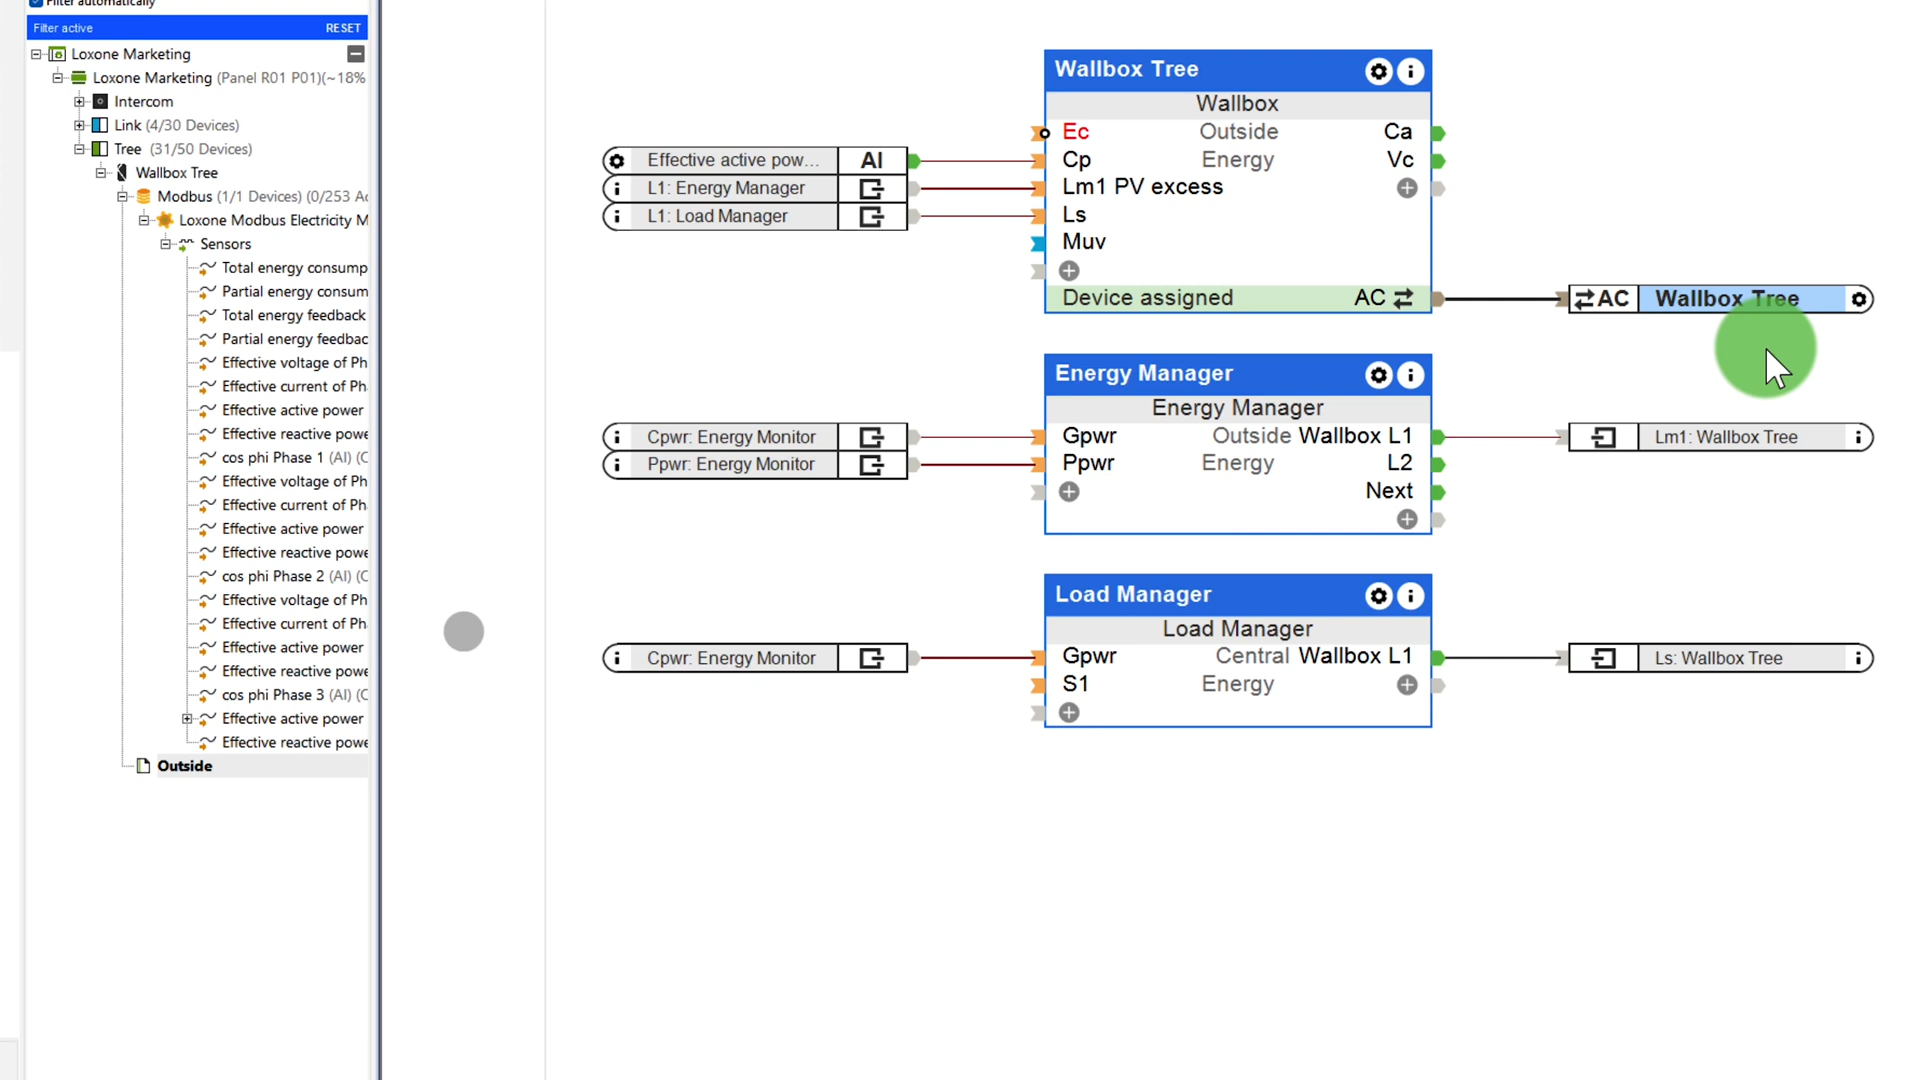 Filter automatically
Filter active RESET
Loxone Marketing
Loxone Marketing (Panel R01 P01)(~18%
Intercom
Link (4/30 Devices)
Tree (31/50 Devices)
Wallbox Tree
Modbus (1/1 Devices) (0/253 Ac
Loxone Modbus Electricity M
Sensors
Total energy consump
Partial energy consum
Total energy feedback
Partial energy feedbac
Effective voltage of Ph
Effective current of Ph
Effective active power
Effective reactive powe
cos phi Phase 1 (AI) (C
Effective voltage of Ph
Effective current of Ph
Effective active power
Effective reactive powe
cos phi Phase 2 (AI) (C
Effective voltage of Ph
Effective current of Ph
Effective active power
Effective reactive powe
cos phi Phase 3 (AI) (C
Effective active power
Effective reactive powe
Outside
Wallbox Tree
Wallbox
Ec Outside Ca
Effective active pow... AI
Cp Energy Vc
L1: Energy Manager
Lm1 PV excess
L1: Load Manager
Ls
Muv
Device assigned AC
AC Wallbox Tree
Energy Manager
Energy Manager
Cpwr: Energy Monitor
Gpwr Outside Wallbox L1
Lm1: Wallbox Tree
Ppwr: Energy Monitor
Ppwr Energy L2
Next
Load Manager
Load Manager
Cpwr: Energy Monitor
Gpwr Central Wallbox L1
Ls: Wallbox Tree
S1 Energy